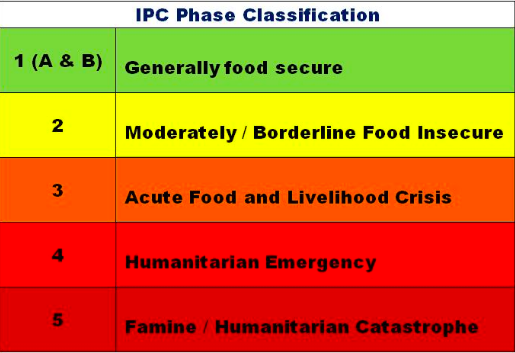 IPC Phase Classification
1 (A & B) Generally food secure
2 Moderately / Borderline Food Insecure
3 Acute Food and Livelihood Crisis
4 Humanitarian Emergency
5 Famine / Humanitarian Catastrophe